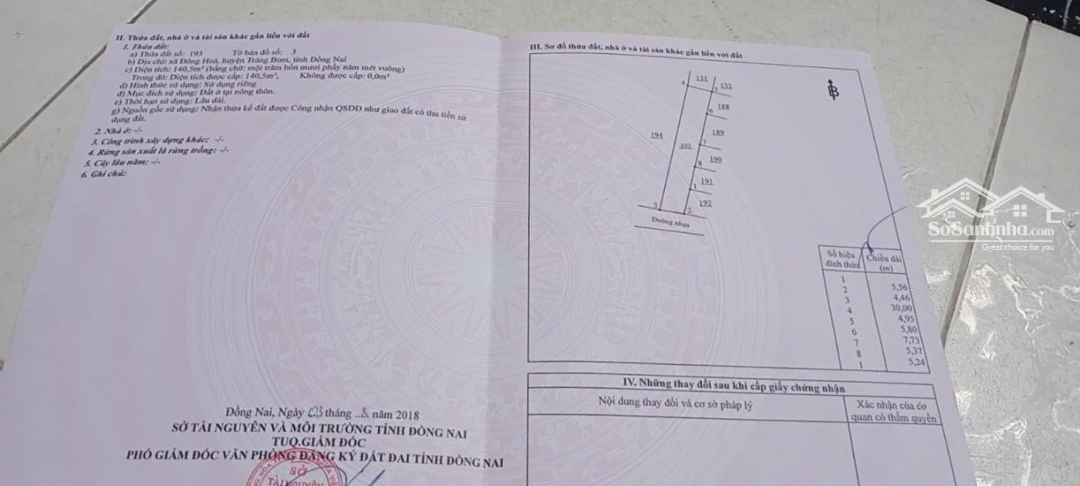 II. Thửa đất, nhà ở và tài sản khác gắn liền với đất
1. Thửa đất:
a) Thửa đất số: 193 Tờ bản đồ số: 3
b) Địa chỉ: xã Đông Hoà, huyện Trảng Bom, tỉnh Đồng Nai
c) Diện tích: 140,5m² (bằng chữ: một trăm bốn mươi phẩy năm mét vuông)
Trong đó: Diện tích được cấp: 140,5m², Không được cấp: 0,0m²
d) Hình thức sử dụng: Sử dụng riêng
đ) Mục đích sử dụng: Đất ở tại nông thôn.
e) Thời hạn sử dụng: Lâu dài.
g) Nguồn gốc sử dụng: Nhận thừa kế đất được Công nhận QSDĐ như giao đất có thu tiền sử
dụng đất.
2. Nhà ở: -/-
3. Công trình xây dựng khác: -/-
4. Rừng sản xuất là rừng trồng: -/-
5. Cây lâu năm: -/-
6. Ghi chú:
Đồng Nai, Ngày tháng 8 năm 2018
SỞ TÀI NGUYÊN VÀ MÔI TRƯỜNG TỈNH ĐỒNG NAI
TUQ.GIÁM ĐỐC
PHÓ GIÁM ĐỐC VĂN PHÒNG ĐĂNG KÝ ĐẤT ĐAI TỈNH ĐỒNG NAI
SỞ
TÀI NGUYÊN
III. Sơ đồ thửa đất, nhà ở và tài sản khác gắn liền với đất
131
4
5 132
6 188
194
189
193 7
190
8
1 191
192
3
2
Đường nhựa
SoSanhnha.com
Great choice for you
Số hiệu Chiều dài
đỉnh thửa (m)
1
5,56
2
4,46
3
30,00
4
4,95
5
5,80
6
7,73
7
5,37
8
5,24
1
IV. Những thay đổi sau khi cấp giấy chứng nhận
Nội dung thay đổi và cơ sở pháp lý
Xác nhận của cơ
quan có thẩm quyền